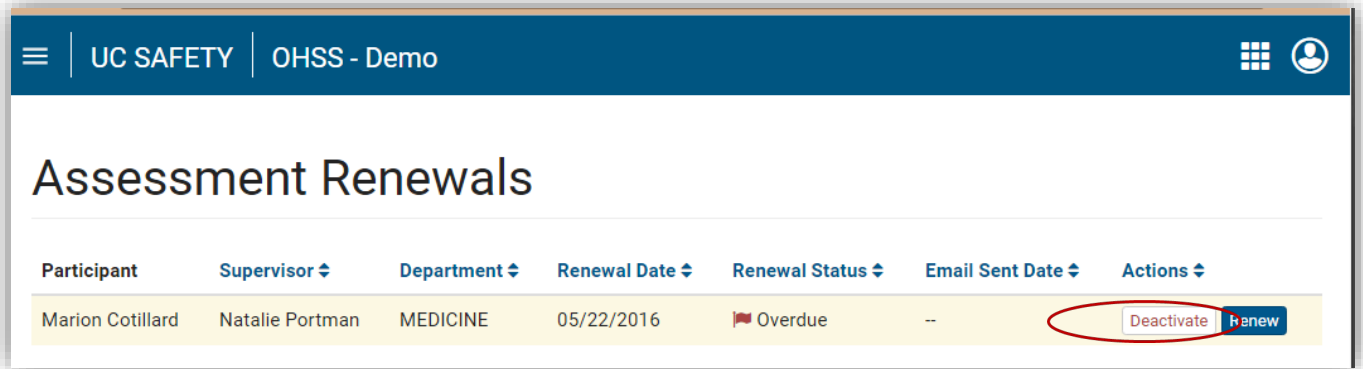 UC SAFETY OHSS - Demo
Assessment Renewals
Participant Supervisor Department Renewal Date Renewal Status Email Sent Date Actions
Marion Cotillard Natalie Portman MEDICINE 05/22/2016 Overdue -- Deactivate Renew